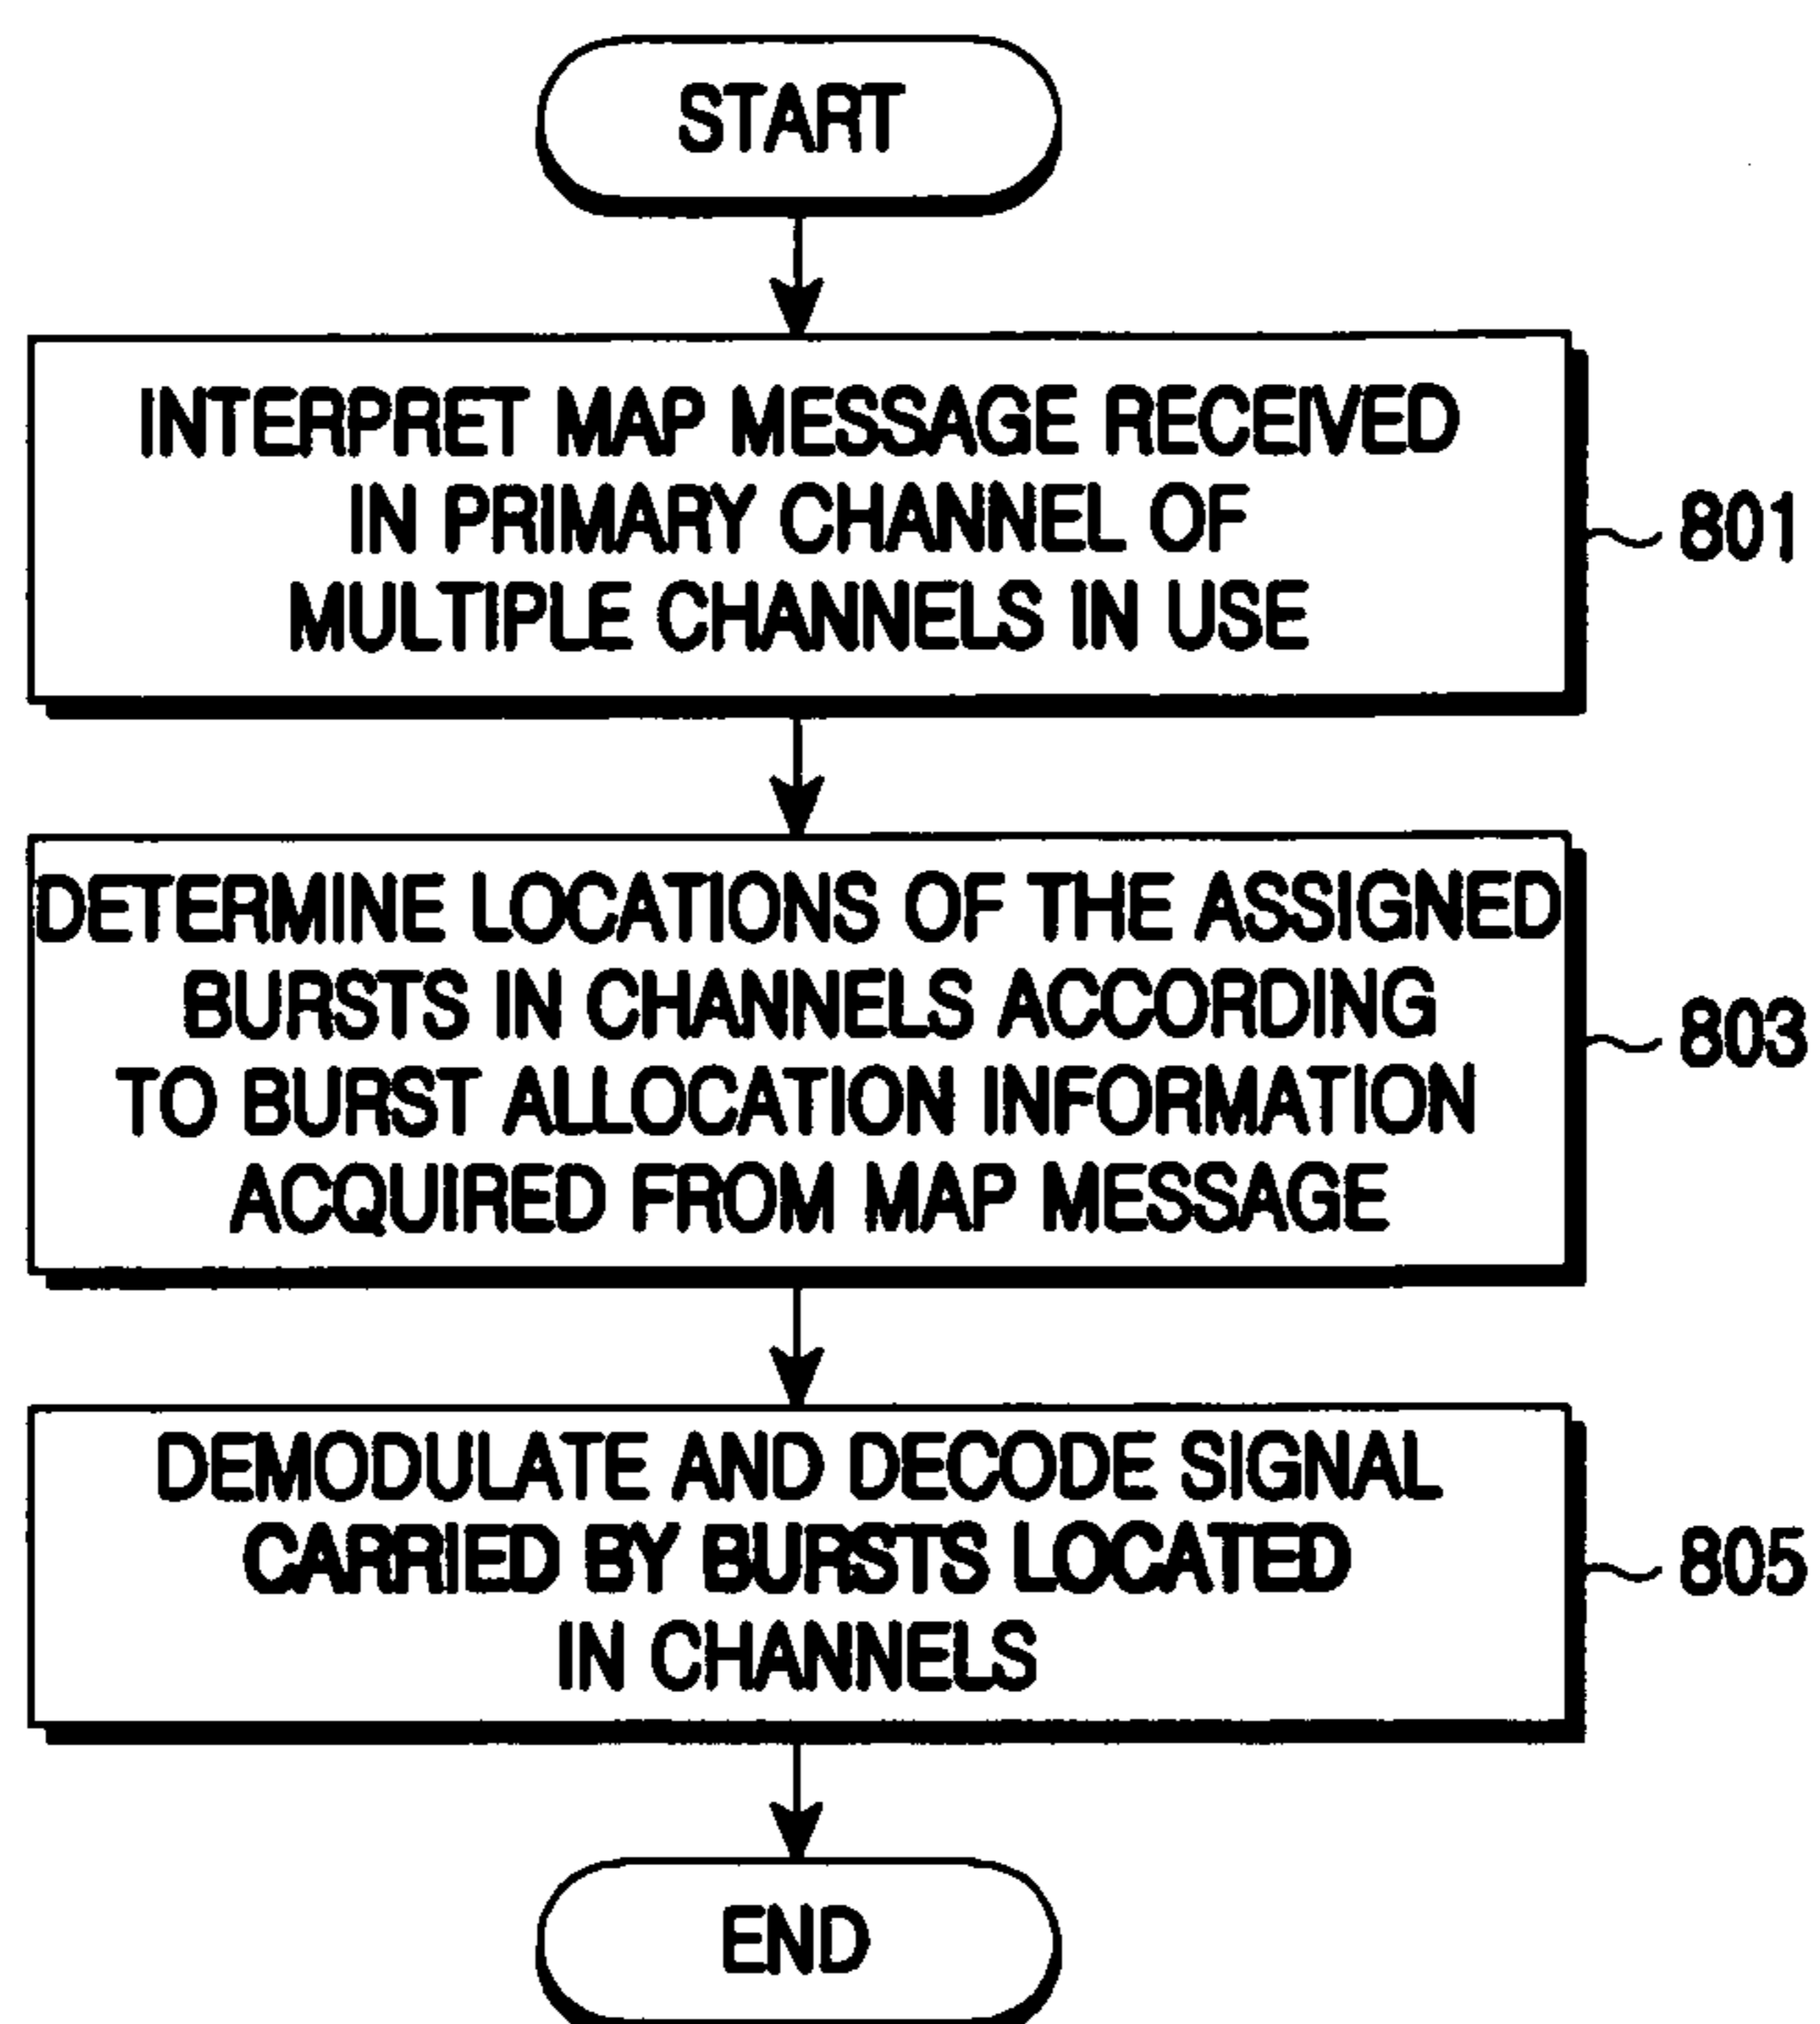 START
INTERPRET MAP MESSAGE RECEIVED
IN PRIMARY CHANNEL OF
MULTIPLE CHANNELS IN USE
801
DETERMINE LOCATIONS OF THE ASSIGNED
BURSTS IN CHANNELS ACCORDING
TO BURST ALLOCATION INFORMATION
ACQUIRED FROM MAP MESSAGE
803
DEMODULATE AND DECODE SIGNAL
CARRIED BY BURSTS LOCATED
IN CHANNELS
805
END